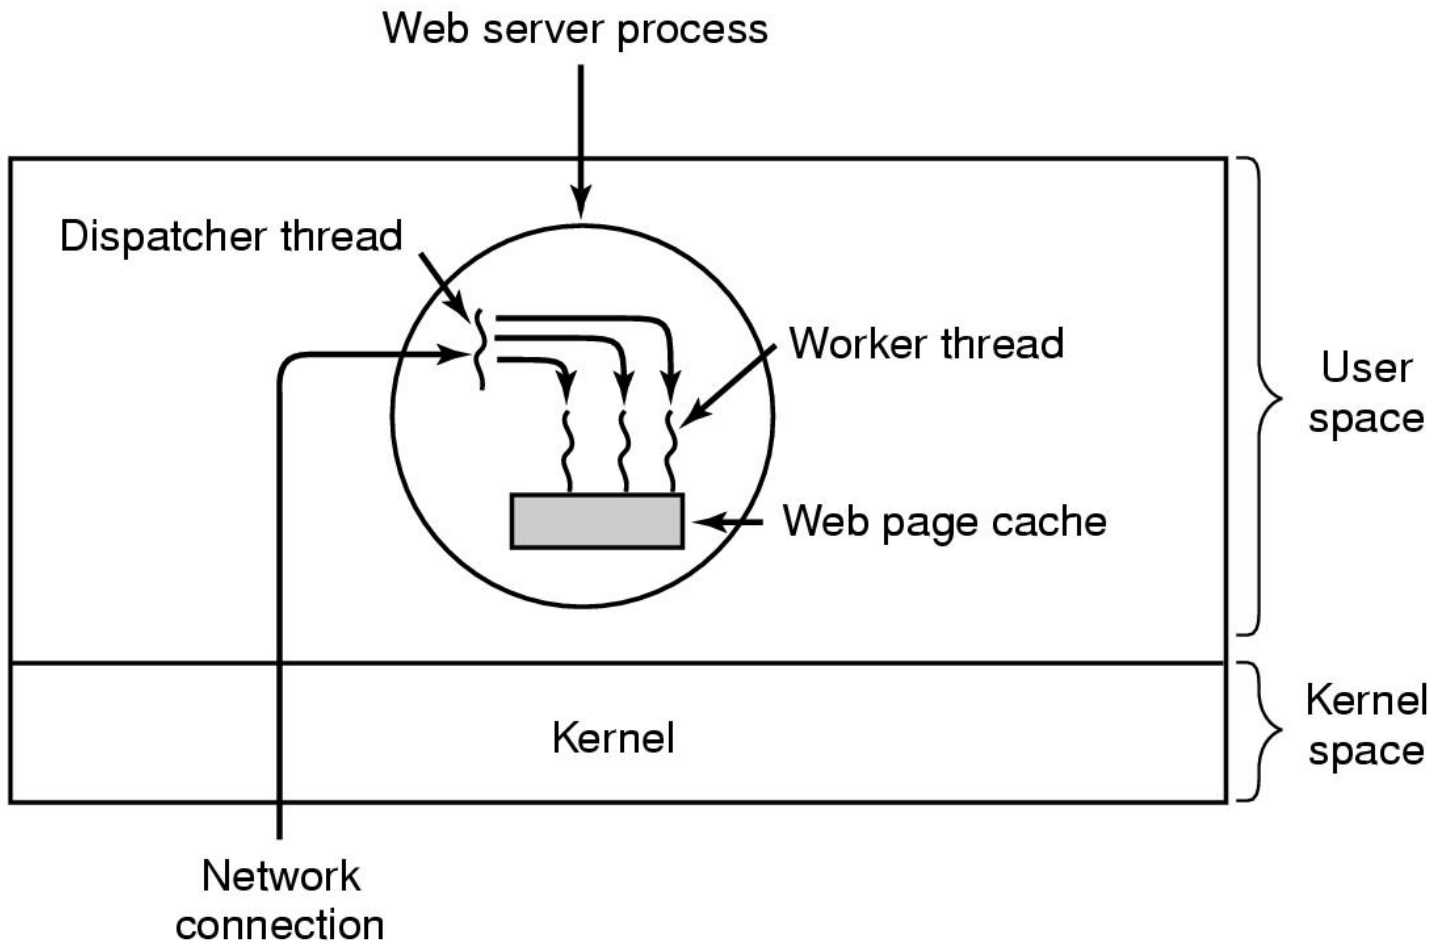 Web server process
Dispatcher thread
Worker thread
User
space
Web page cache
Kernel
Kernel
space
Network
connection